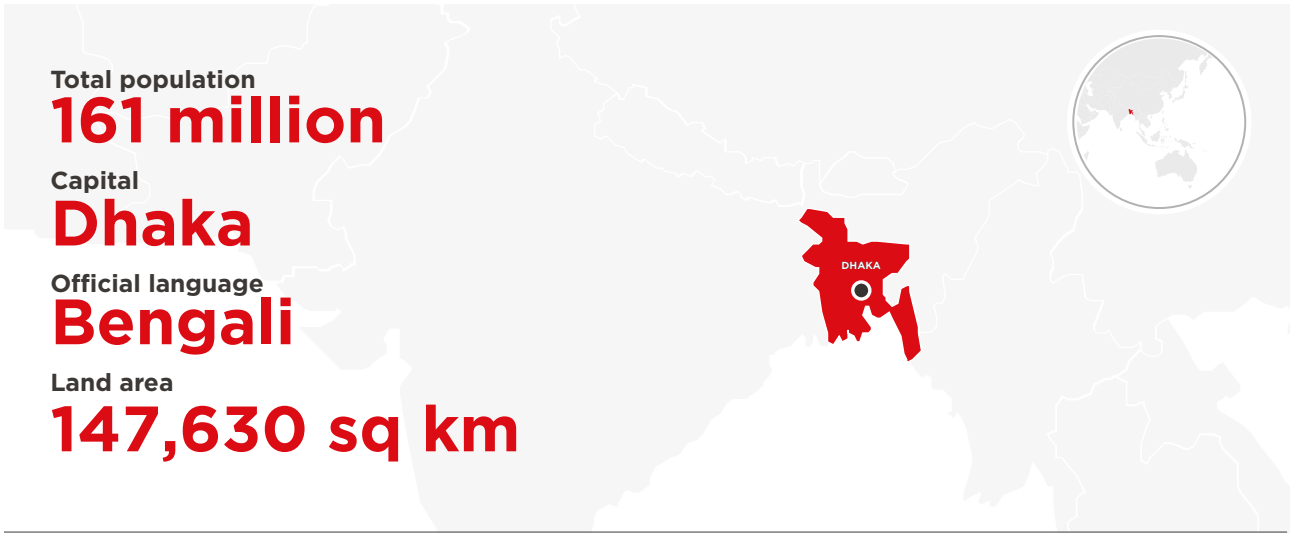 Total population
161 million
Capital
Dhaka
Official language
Bengali
Land area
147,630 sq km
DHAKA